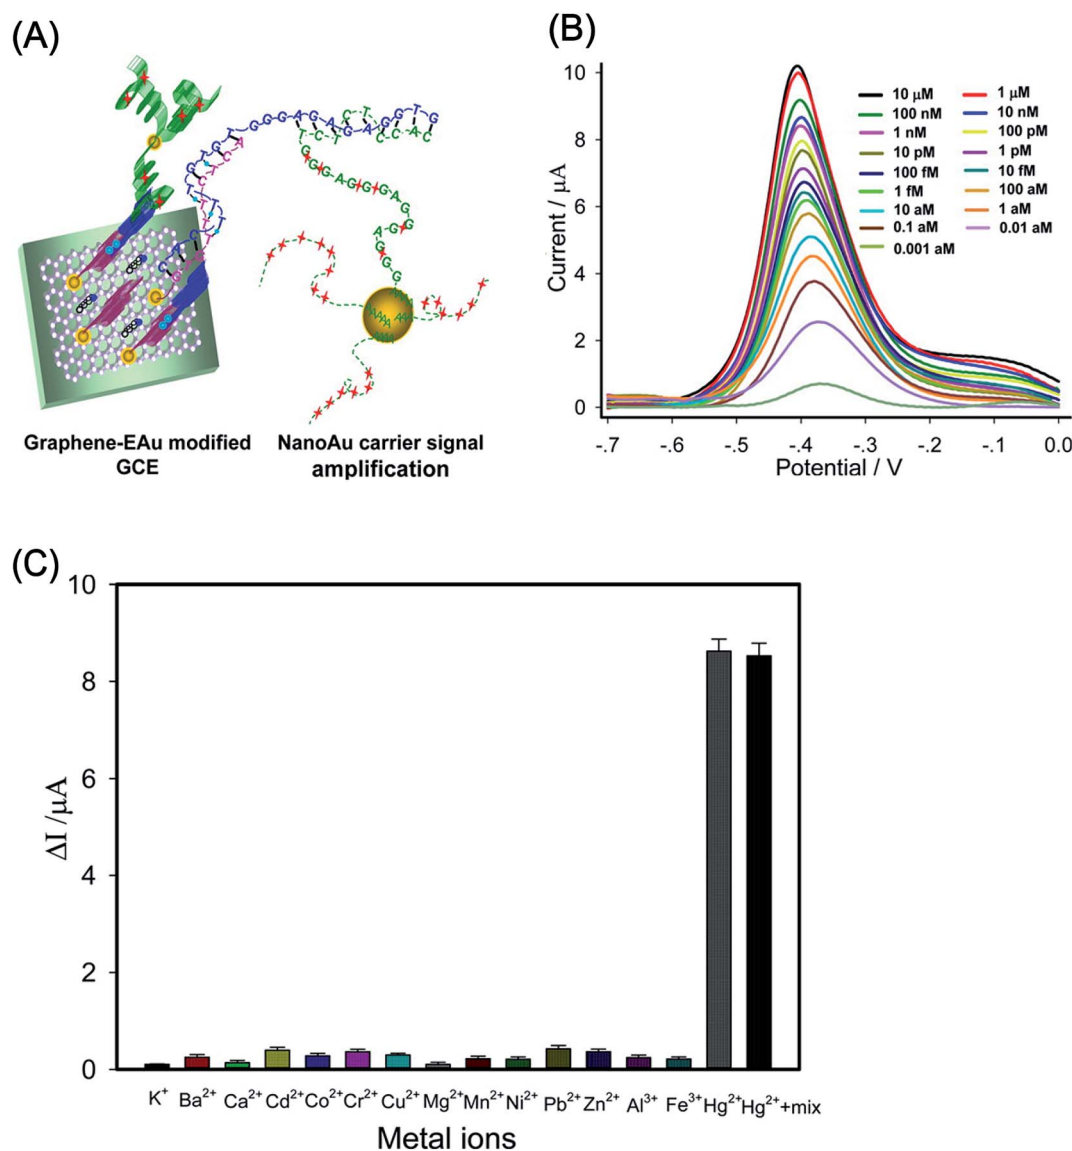 (A)
Graphene-EAu modified
GCE
NanoAu carrier signal
amplification
(B)
10
8
6
4
2
0
Current / μA
10 μM
1 μM
100 nM
10 nM
1 nM
100 pM
10 pM
1 pM
100 fM
10 fM
1 fM
100 aM
10 aM
1 aM
0.1 aM
0.01 aM
0.001 aM
-.7 -.6 -.5 -.4 -.3 -.2 -.1 0.0
Potential / V
(C)
10
8
6
4
2
0
ΔI /μA
K⁺ Ba²⁺ Ca²⁺ Cd²⁺ Co²⁺ Cr²⁺ Cu²⁺ Mg²⁺ Mn²⁺ Ni²⁺ Pb²⁺ Zn²⁺ Al³⁺ Fe³⁺ Hg²⁺ Hg²⁺+mix
Metal ions